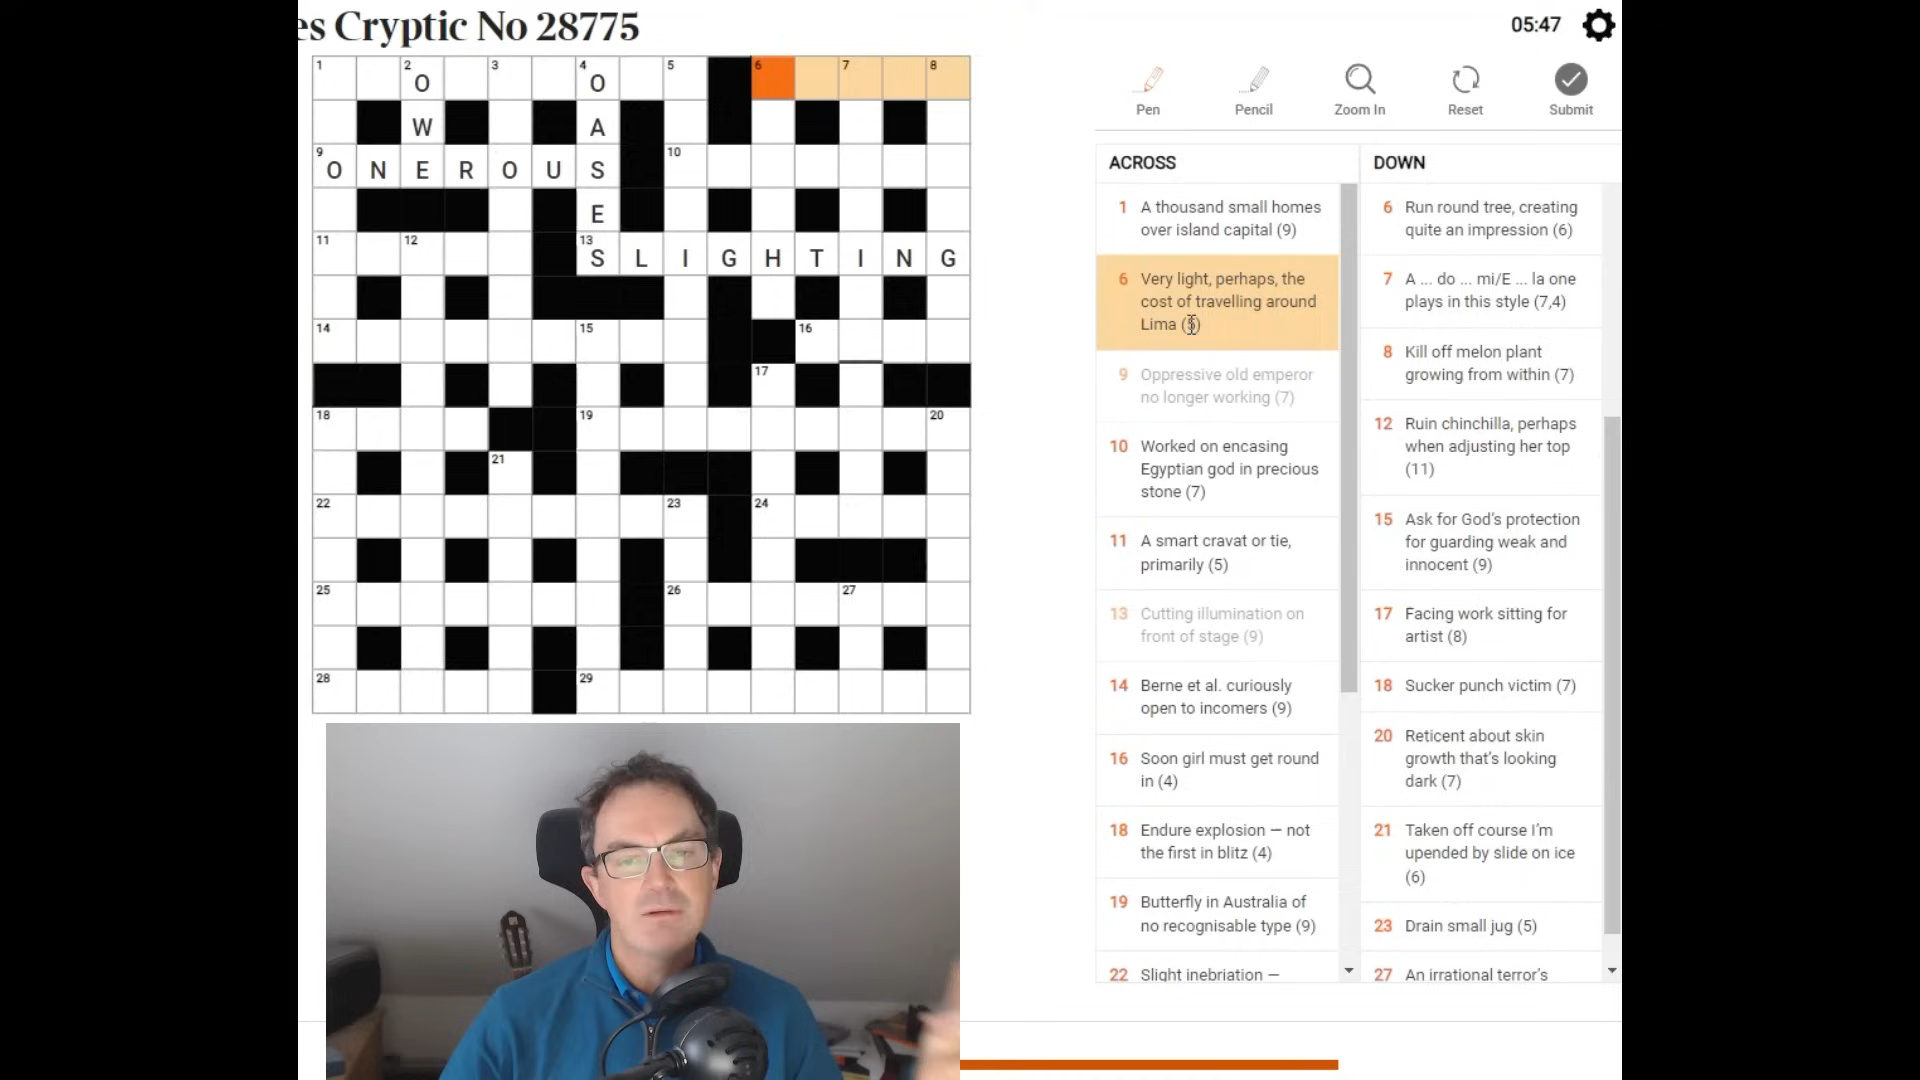 es Cryptic No 28775
05:47
Pen
Pencil
Zoom In
Reset
Submit
1 2 3 4 5 6 7 8
O O
W A
9 10
O N E R O U S
E
11 12 13
S L I G H T I N G
14 15 16
17
18 19 20
21
22 23 24
25 26 27
28 29
ACROSS
1 A thousand small homes
over island capital (9)
6 Very light, perhaps, the
cost of travelling around
Lima (5)
9 Oppressive old emperor
no longer working (7)
10 Worked on encasing
Egyptian god in precious
stone (7)
11 A smart cravat or tie,
primarily (5)
13 Cutting illumination on
front of stage (9)
14 Berne et al. curiously
open to incomers (9)
16 Soon girl must get round
in (4)
18 Endure explosion — not
the first in blitz (4)
19 Butterfly in Australia of
no recognisable type (9)
22 Slight inebriation —
DOWN
6 Run round tree, creating
quite an impression (6)
7 A ... do ... mi/E ... la one
plays in this style (7,4)
8 Kill off melon plant
growing from within (7)
12 Ruin chinchilla, perhaps
when adjusting her top
(11)
15 Ask for God's protection
for guarding weak and
innocent (9)
17 Facing work sitting for
artist (8)
18 Sucker punch victim (7)
20 Reticent about skin
growth that's looking
dark (7)
21 Taken off course I'm
upended by slide on ice
(6)
23 Drain small jug (5)
27 An irrational terror's